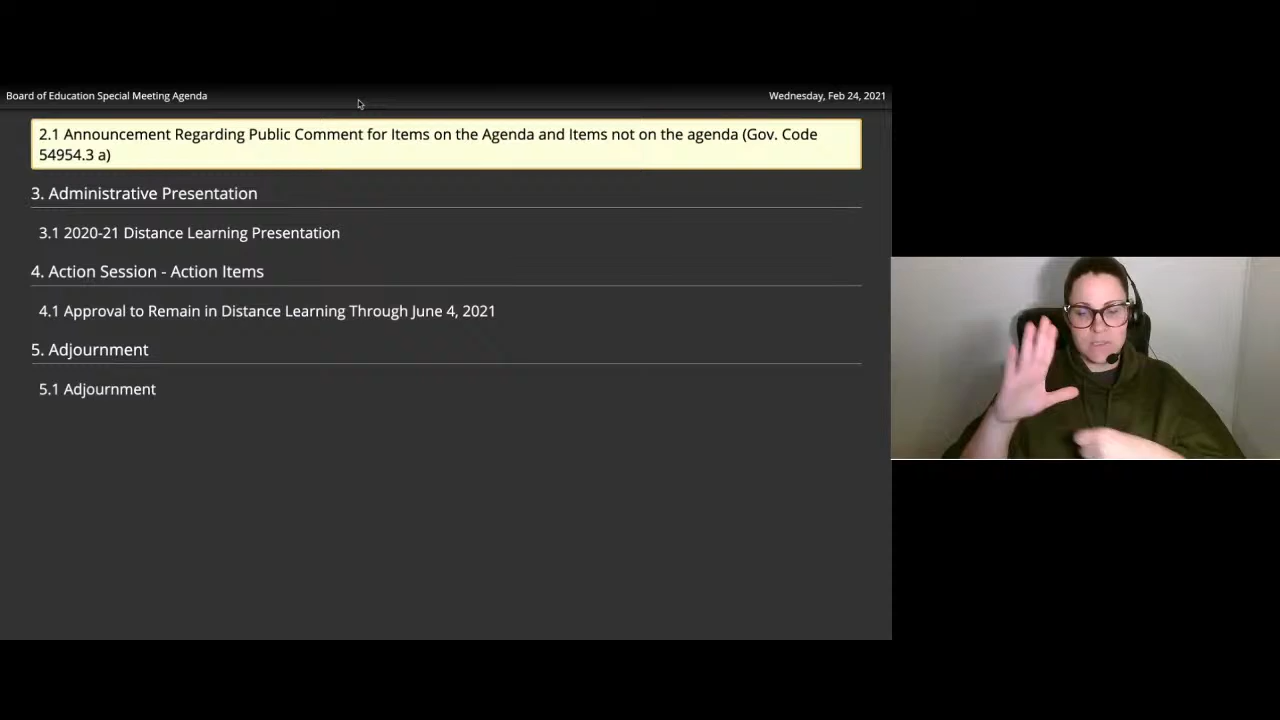 Board of Education Special Meeting Agenda
Wednesday, Feb 24, 2021
2.1 Announcement Regarding Public Comment for Items on the Agenda and Items not on the agenda (Gov. Code
54954.3 a)
3. Administrative Presentation
3.1 2020-21 Distance Learning Presentation
4. Action Session - Action Items
4.1 Approval to Remain in Distance Learning Through June 4, 2021
5. Adjournment
5.1 Adjournment